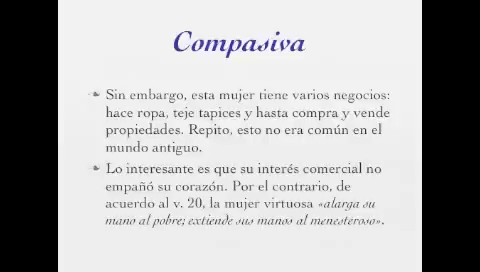 Compasiva
Sin embargo, esta mujer tiene varios negocios:
hace ropa, teje tapices y hasta compra y vende
propiedades. Repito, esto no era común en el
mundo antiguo.
Lo interesante es que su interés comercial no
empañó su corazón. Por el contrario, de
acuerdo al v. 20, la mujer virtuosa «alarga su
mano al pobre; extiende sus manos al menesteroso».